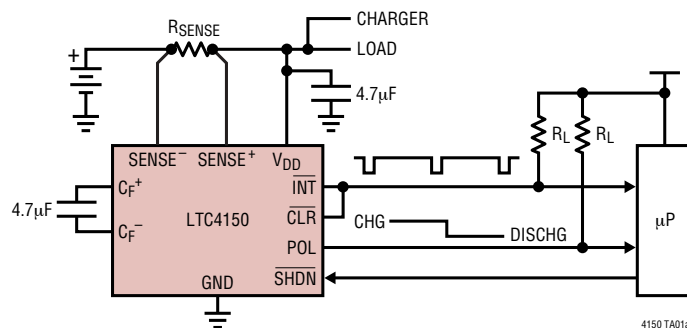 CHARGER
RSENSE
LOAD
+
4.7μF
RL
RL
SENSE–
SENSE+
VDD
CF+
INT
4.7μF
LTC4150
CLR
CHG
μP
CF–
POL
DISCHG
GND
SHDN
4150 TA01a